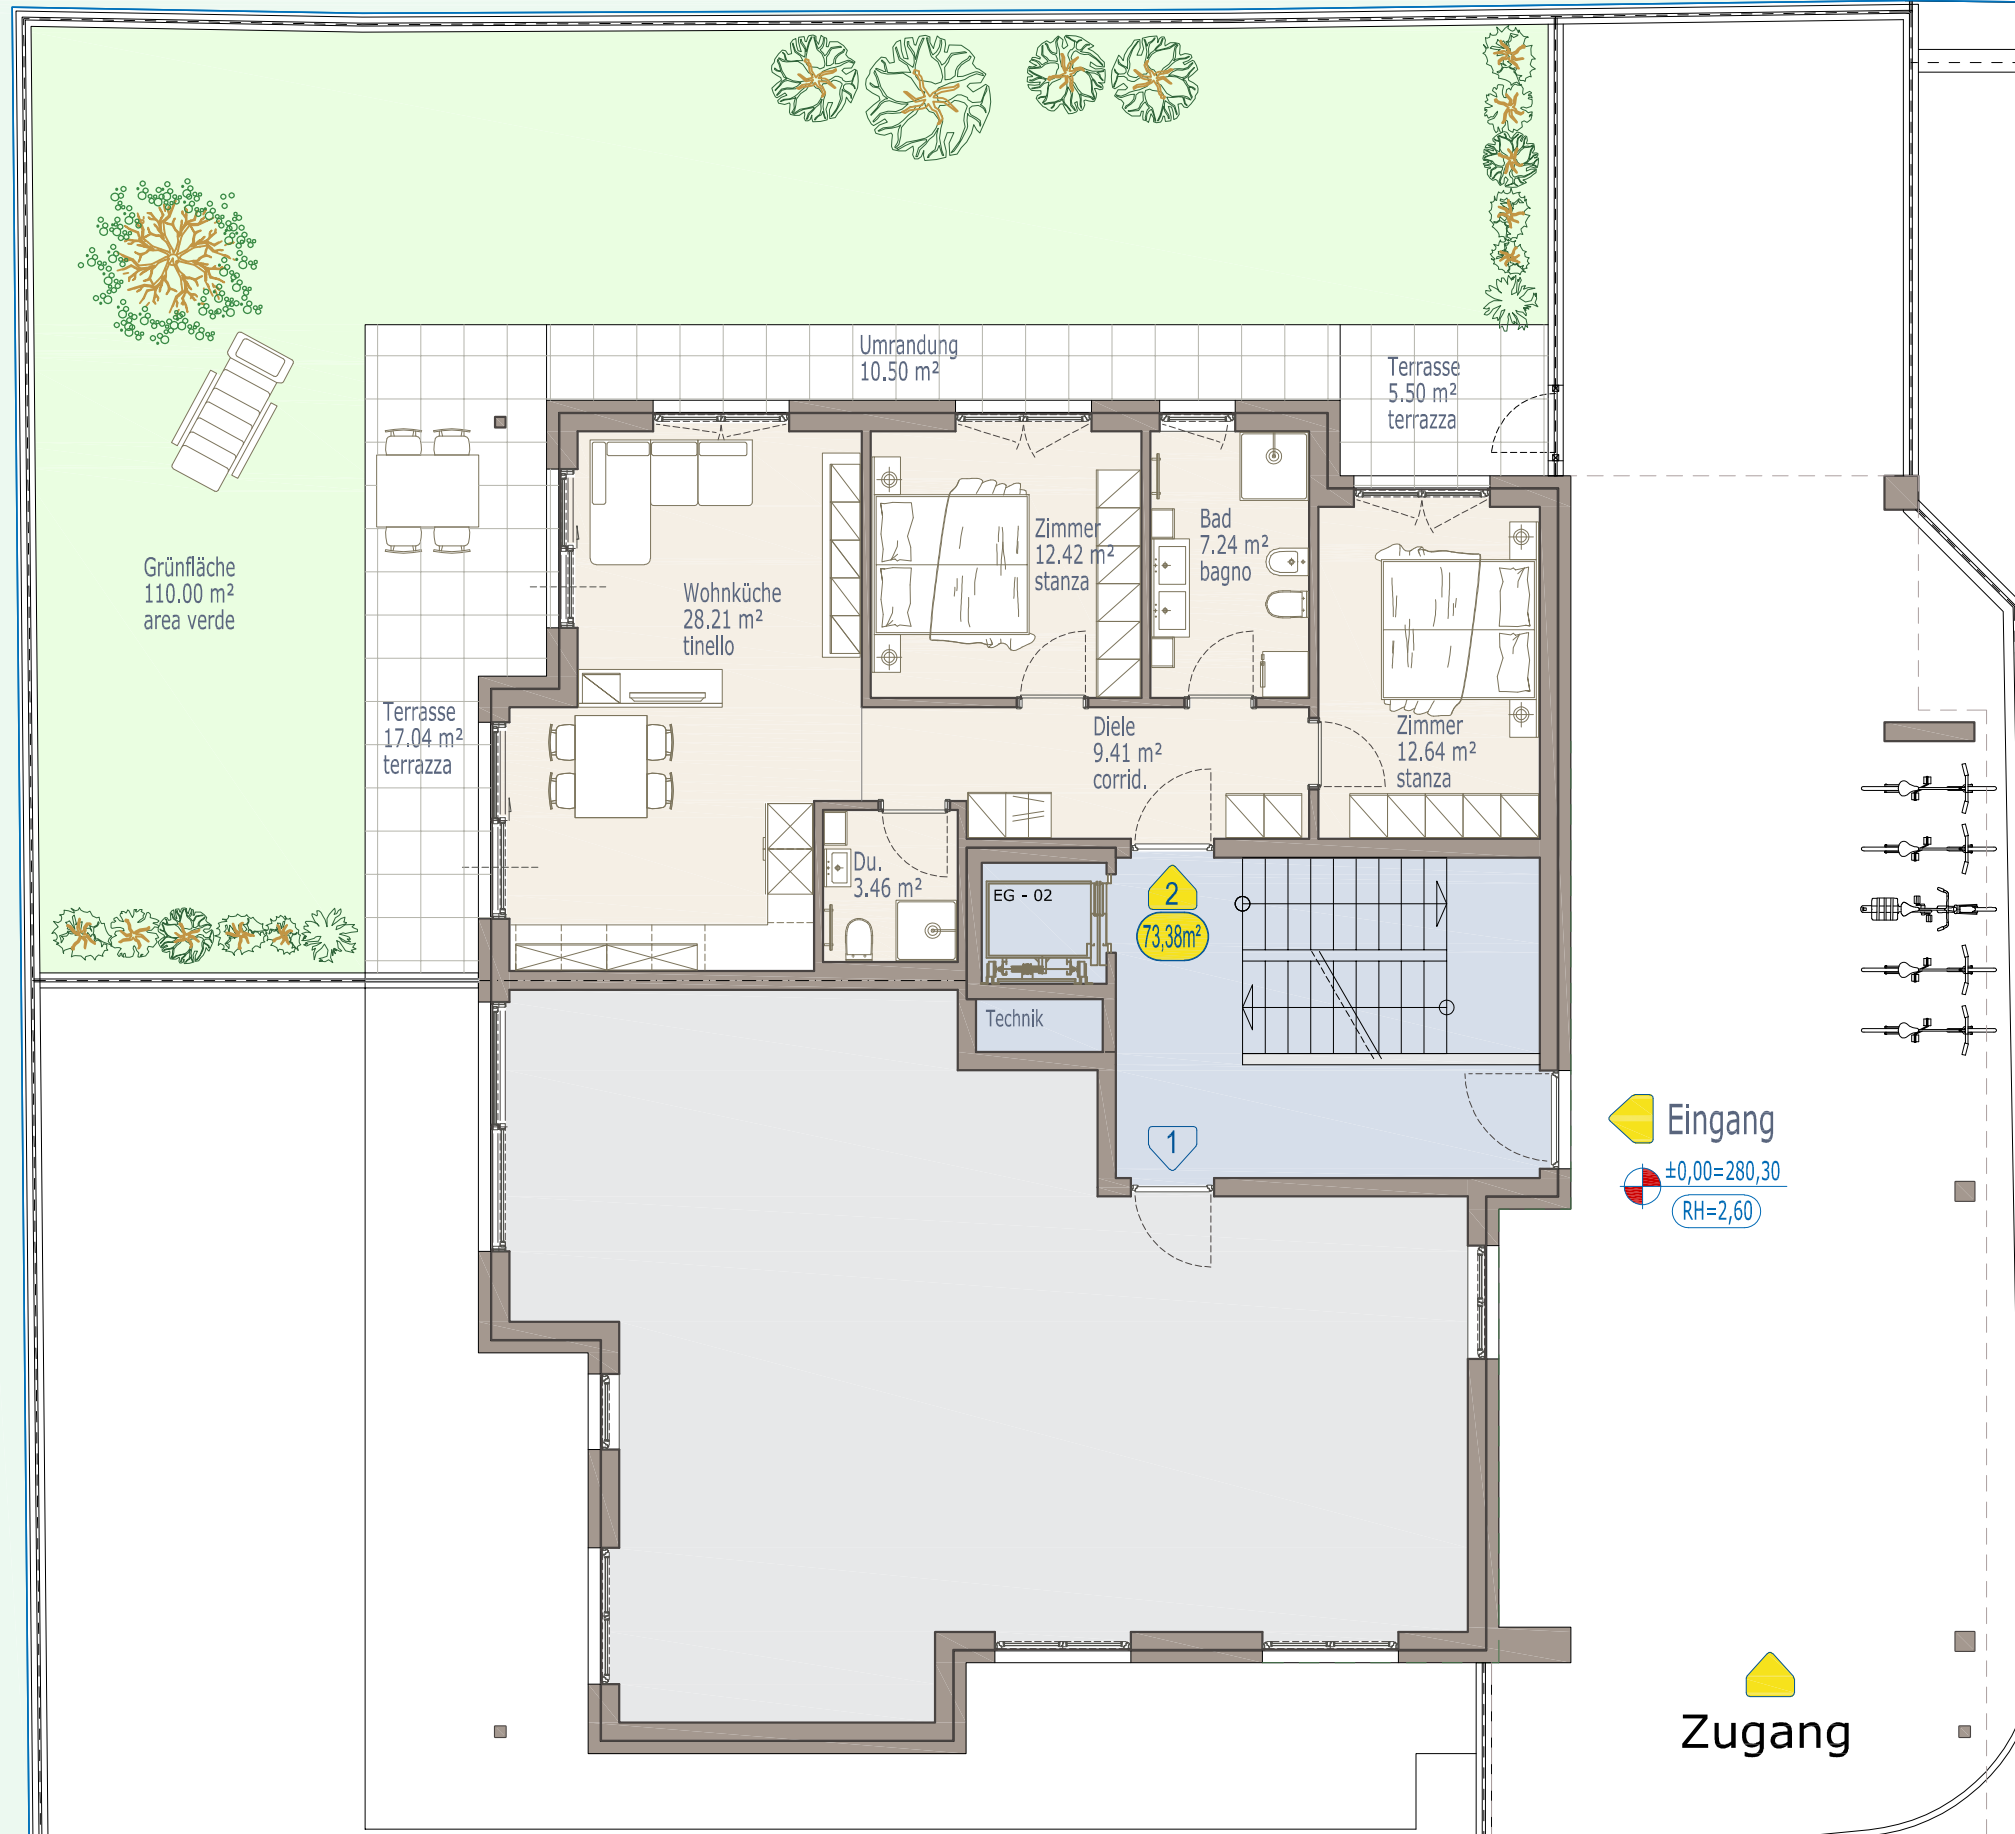 Umrandung
10.50 m²
Terrasse
5.50 m²
terrazza
Zimmer
12.42 m²
stanza
Bad
7.24 m²
bagno
Grünfläche
110.00 m²
area verde
Wohnküche
28.21 m²
tinello
Terrasse
17.04 m²
terrazza
Diele
9.41 m²
corrid.
Zimmer
12.64 m²
stanza
Du.
3.46 m²
EG - 02
2
73,38m²
Technik
1
Eingang
±0,00=280,30
RH=2,60
Zugang